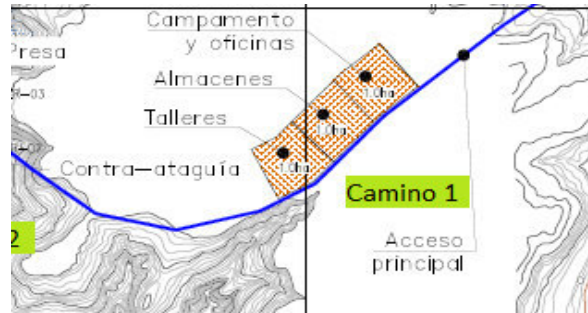 Campamento
y oficinas
Presa
Almacenes
Talleres
1.0ha
1.0ha
1.0ha
Contra-ataguía
Camino 1
2
Acceso
principal